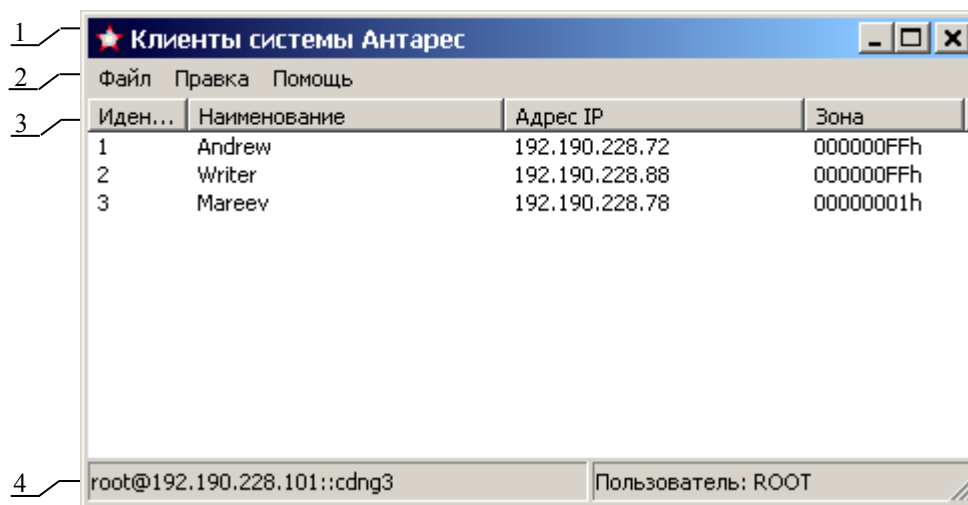 1 Клиенты системы Антарес
2 Файл Правка Помощь
3 Иден... Наименование Адрес IP Зона
1 Andrew 192.190.228.72 000000FFh
2 Writer 192.190.228.88 000000FFh
3 Mareev 192.190.228.78 00000001h
4 root@192.190.228.101::cdng3 Пользователь: ROOT